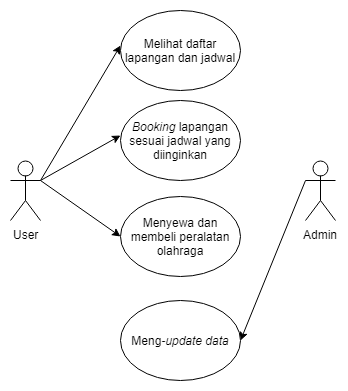 Melihat daftar
lapangan dan jadwal
Booking lapangan
sesuai jadwal yang
diinginkan
User
Admin
Menyewa dan
membeli peralatan
olahraga
Meng-update data